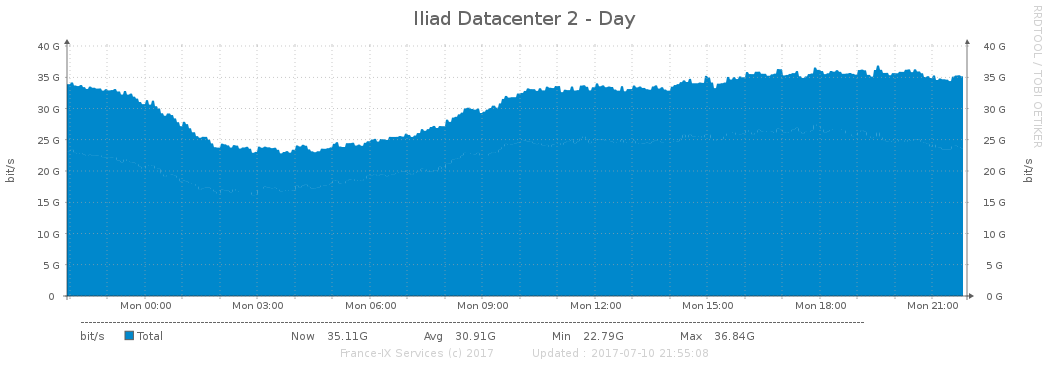 Iliad Datacenter 2 - Day
RRDTOOL / TOBI OETIKER
40 G 40 G
35 G 35 G
30 G 30 G
25 G 25 G
20 G 20 G
15 G 15 G
10 G 10 G
5 G 5 G
0 0 G
bit/s bit/s
Mon 00:00 Mon 03:00 Mon 06:00 Mon 09:00 Mon 12:00 Mon 15:00 Mon 18:00 Mon 21:00
bit/s Total Now 35.11G Avg 30.91G Min 22.79G Max 36.84G
France-IX Services (c) 2017 Updated : 2017-07-10 21:55:08